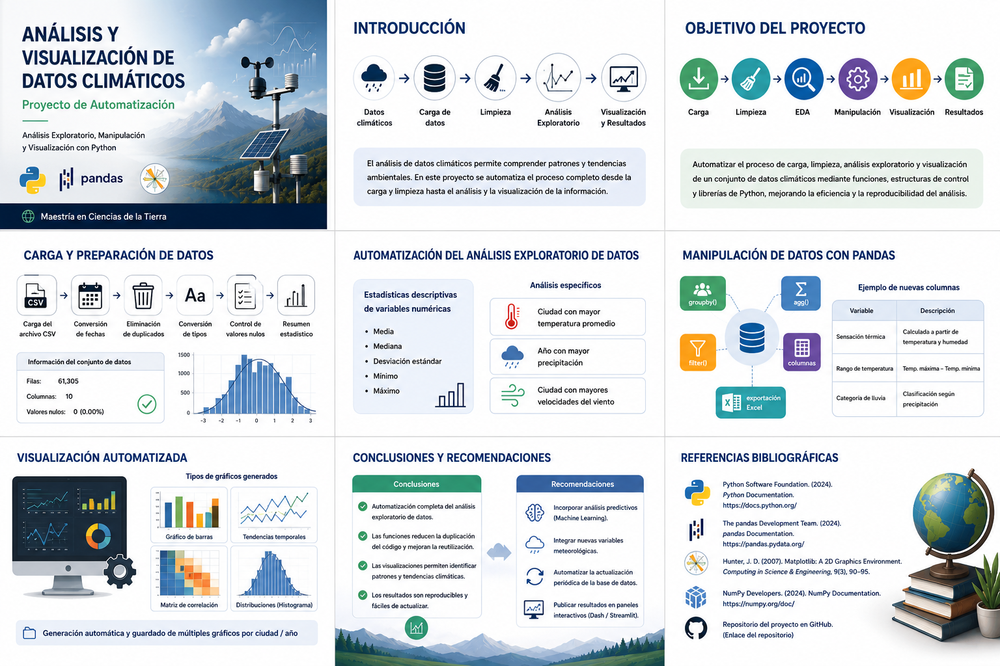 ANÁLISIS Y
VISUALIZACIÓN DE
DATOS CLIMÁTICOS
Proyecto de Automatización
Análisis Exploratorio, Manipulación
y Visualización con Python
pandas
Maestría en Ciencias de la Tierra
INTRODUCCIÓN
Datos
climáticos
Carga de
datos
Limpieza
Análisis
Exploratorio
Visualización
y Resultados
El análisis de datos climáticos permite comprender patrones y tendencias
ambientales. En este proyecto se automatiza el proceso completo desde la
carga y limpieza hasta el análisis y la visualización de la información.
OBJETIVO DEL PROYECTO
Carga
Limpieza
EDA
Manipulación
Visualización
Resultados
Automatizar el proceso de carga, limpieza, análisis exploratorio y visualización
de un conjunto de datos climáticos mediante funciones, estructuras de control
y librerías de Python, mejorando la eficiencia y la reproducibilidad del análisis.
CARGA Y PREPARACIÓN DE DATOS
CSV
Aa
Carga del
archivo CSV
Conversión
de fechas
Eliminación
de duplicados
Conversión
de tipos
Control de
valores nulos
Resumen
estadístico
Información del conjunto de datos
Filas: 61,305
Columnas: 10
Valores nulos: 0 (0.00%)
1500
1000
500
0
-3 -2 -1 0 1 2 3
AUTOMATIZACIÓN DEL ANÁLISIS EXPLORATORIO DE DATOS
Estadísticas descriptivas
de variables numéricas
• Media
• Mediana
• Desviación estándar
• Mínimo
• Máximo
Análisis específicos
Ciudad con mayor
temperatura promedio
Año con mayor
precipitación
Ciudad con mayores
velocidades del viento
MANIPULACIÓN DE DATOS CON PANDAS
groupby()
agg()
filter()
columnas
exportación
Excel
Ejemplo de nuevas columnas
Variable Descripción
Sensación térmica Calculada a partir de
temperatura y humedad
Rango de temperatura Temp. máxima – Temp. mínima
Categoría de lluvia Clasificación según
precipitación
VISUALIZACIÓN AUTOMATIZADA
Tipos de gráficos generados
Gráfico de barras
Tendencias temporales
Matriz de correlación
Distribuciones (Histograma)
Generación automática y guardado de múltiples gráficos por ciudad / año
CONCLUSIONES Y RECOMENDACIONES
Conclusiones
Automatización completa del análisis
exploratorio de datos.
Las funciones reducen la duplicación
del código y mejoran la reutilización.
Las visualizaciones permiten identificar
patrones y tendencias climáticas.
Los resultados son reproducibles y
fáciles de actualizar.
Recomendaciones
Incorporar análisis predictivos
(Machine Learning).
Integrar nuevas variables
meteorológicas.
Automatizar la actualización
periódica de la base de datos.
Publicar resultados en paneles
interactivos (Dash / Streamlit).
REFERENCIAS BIBLIOGRÁFICAS
Python Software Foundation. (2024).
Python Documentation.
https://docs.python.org/
The pandas Development Team. (2024).
pandas Documentation.
https://pandas.pydata.org/
Hunter, J. D. (2007). Matplotlib: A 2D Graphics Environment.
Computing in Science & Engineering, 9(3), 90–95.
NumPy Developers. (2024). NumPy Documentation.
https://numpy.org/doc/
Repositorio del proyecto en GitHub.
(Enlace del repositorio)